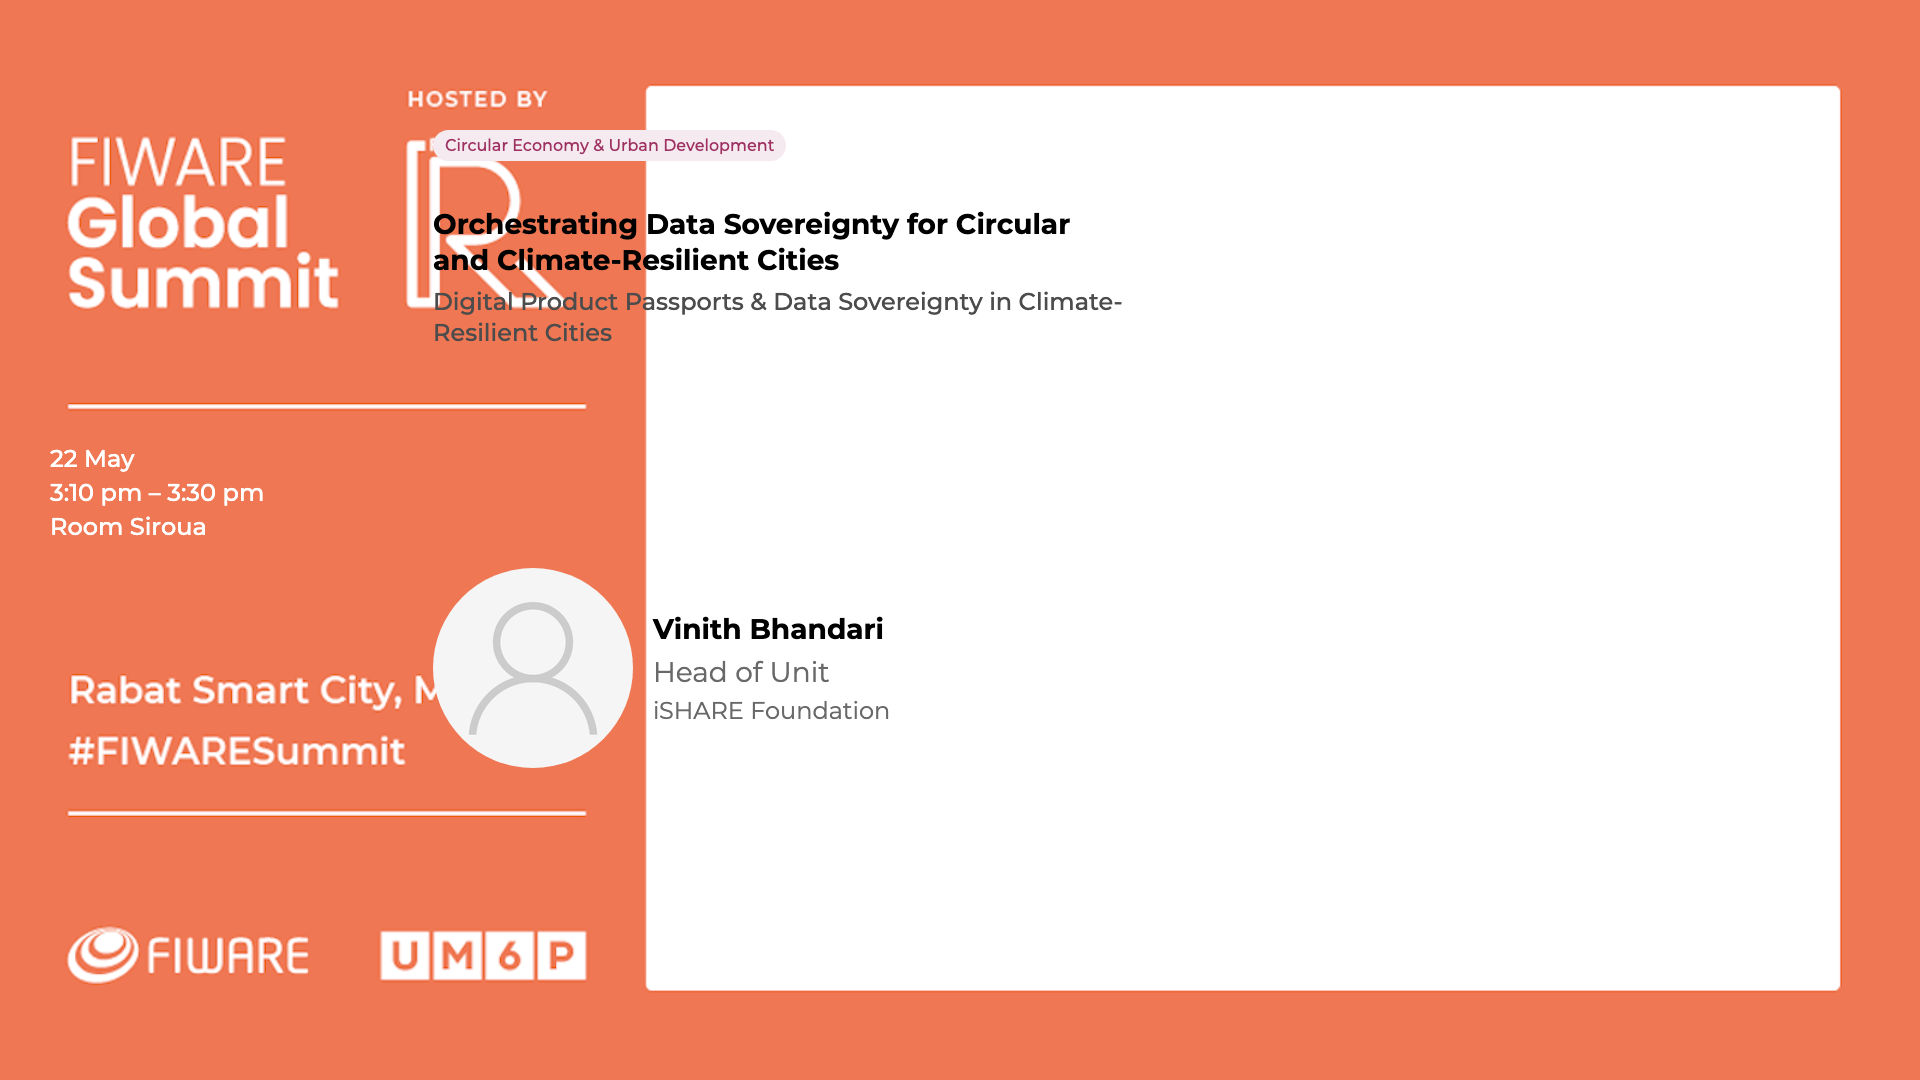 HOSTED BY
FIWARE
Global
Summit
Circular Economy & Urban Development
Orchestrating Data Sovereignty for Circular
and Climate-Resilient Cities
Digital Product Passports & Data Sovereignty in Climate-
Resilient Cities
22 May
3:10 pm – 3:30 pm
Room Siroua
Vinith Bhandari
Head of Unit
iSHARE Foundation
Rabat Smart City,
#FIWARESummit
FIWARE
UM6P